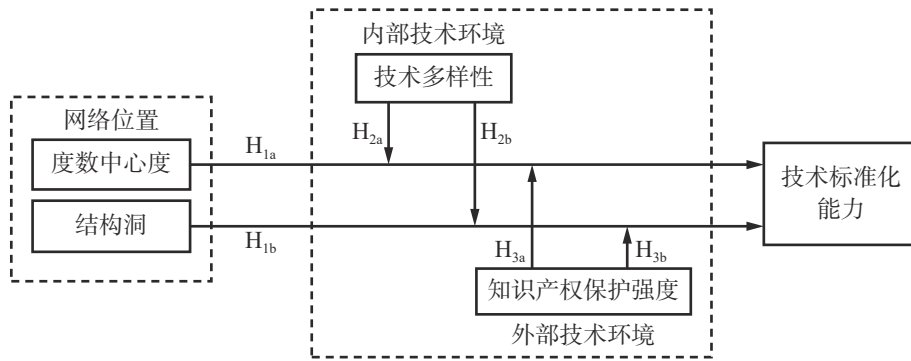 内部技术环境
技术多样性
网络位置
度数中心度
结构洞
H1a
H1b
H2a
H2b
H3a
H3b
技术标准化
能力
知识产权保护强度
外部技术环境